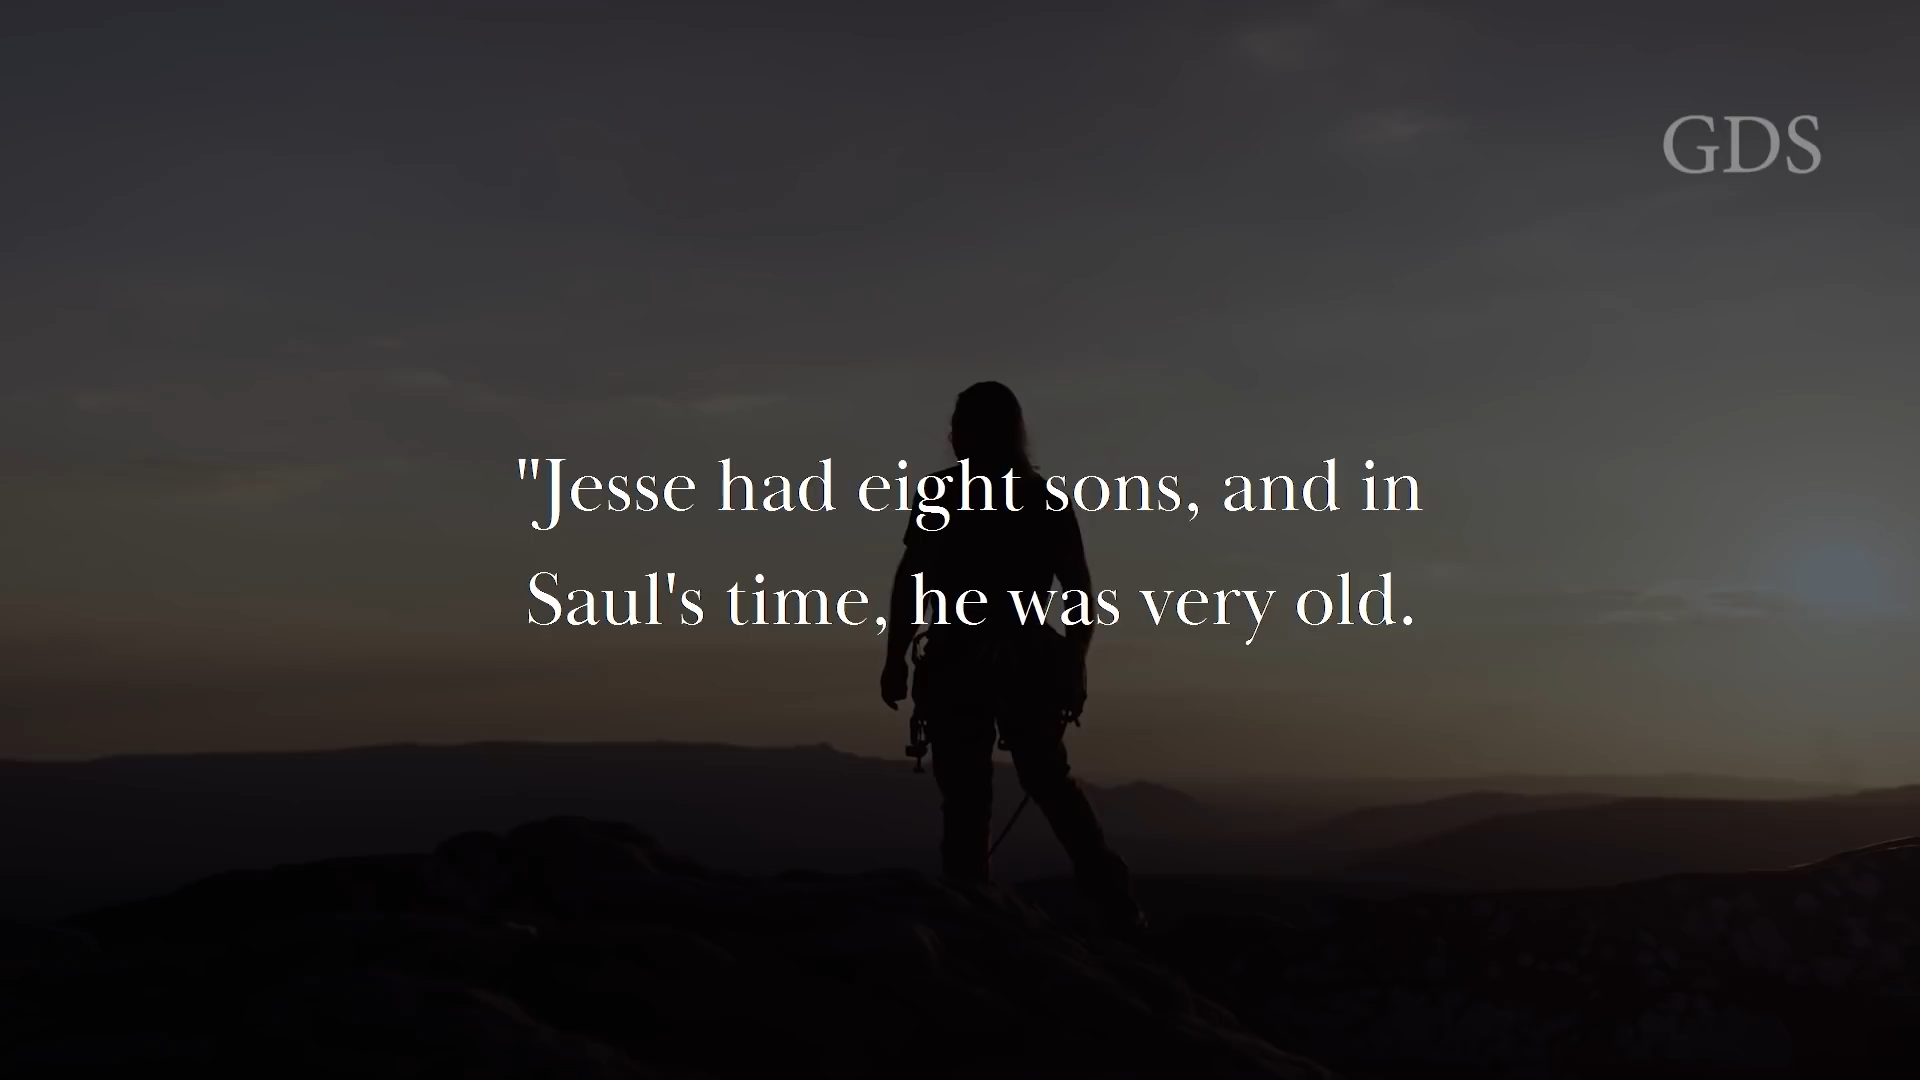 GDS
"Jesse had eight sons, and in
Saul's time, he was very old.